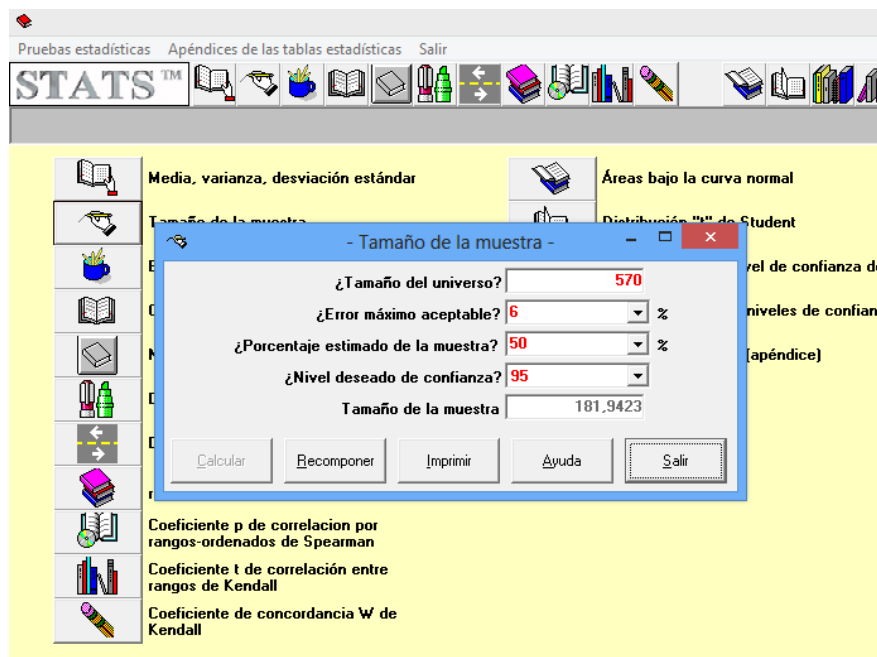 Pruebas estadísticas Apéndices de las tablas estadísticas Salir
STATS™
Media, varianza, desviación estándar
Áreas bajo la curva normal
Tamaño de la muestra
Distribución "t" de Student
- Tamaño de la muestra -
vel de confianza d
¿Tamaño del universo? 570
¿Error máximo aceptable? 6 %
niveles de confian
¿Porcentaje estimado de la muestra? 50 %
(apéndice)
¿Nivel deseado de confianza? 95
Tamaño de la muestra 181,9423
Calcular Recomponer Imprimir Ayuda Salir
Coeficiente p de correlacion por
rangos-ordenados de Spearman
Coeficiente t de correlación entre
rangos de Kendall
Coeficiente de concordancia W de
Kendall